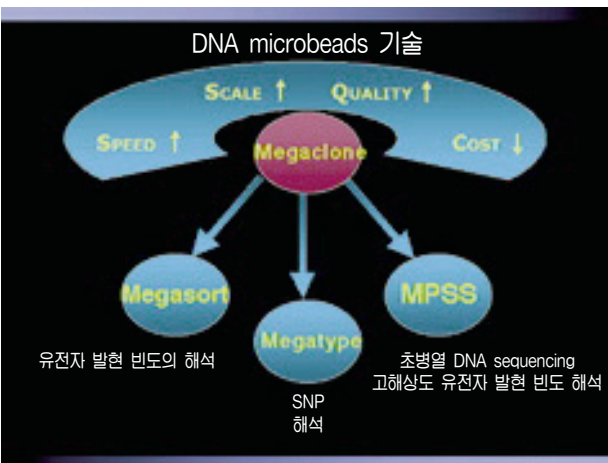 DNA microbeads 기술
SCALE ↑ QUALITY ↑
SPEED ↑
COST ↓
Megaclone
Megasort
MPSS
Megatype
유전자 발현 빈도의 해석
초병열 DNA sequencing
고해상도 유전자 발현 빈도 해석
SNP
해석